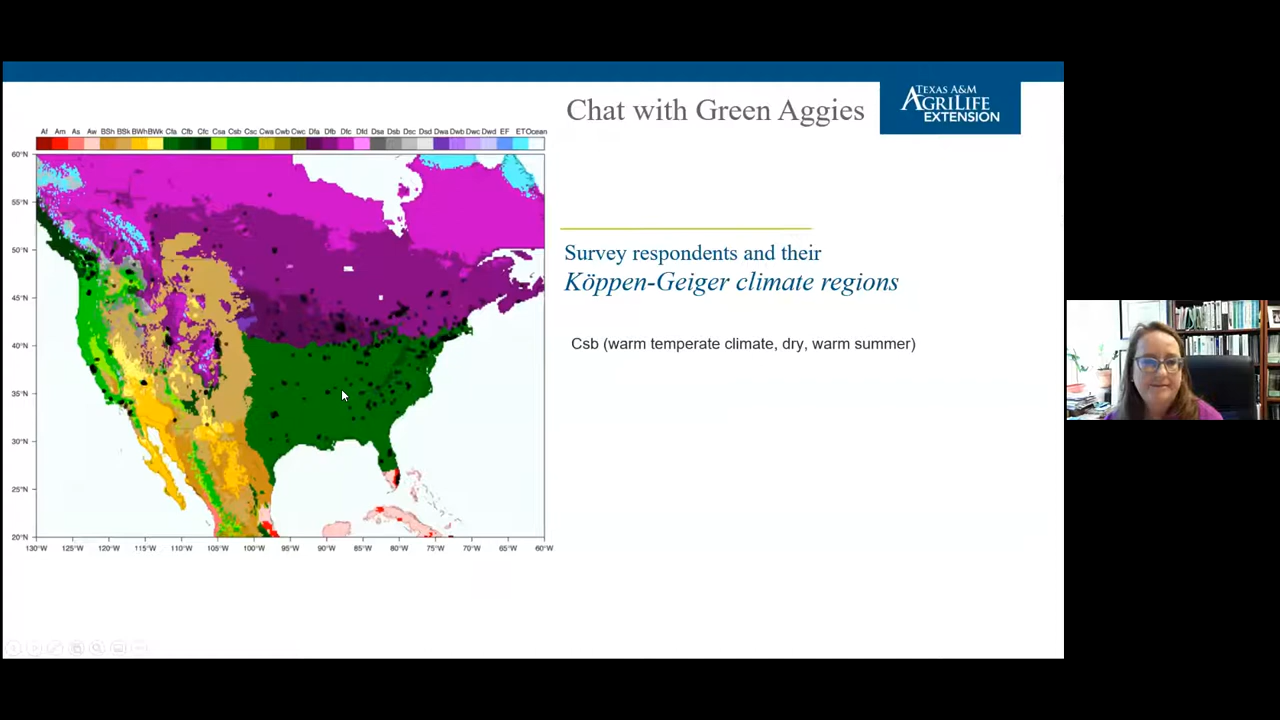 Chat with Green Aggies
TEXAS A&M
AGRILIFE
EXTENSION
Af Am As Aw BSh BSk BWh BWk Cfa Cfb Cfc Csa Csb Csc Cwa Cwb Cwc Dfa Dfb Dfc Dfd Dsa Dsb Dsc Dsd Dwa Dwb Dwc Dwd EF ET Ocean
60°N
55°N
50°N
45°N
40°N
35°N
30°N
25°N
20°N
130°W 125°W 120°W 115°W 110°W 105°W 100°W 95°W 90°W 85°W 80°W 75°W 70°W 65°W 60°W
Survey respondents and their
Köppen-Geiger climate regions
Csb (warm temperate climate, dry, warm summer)